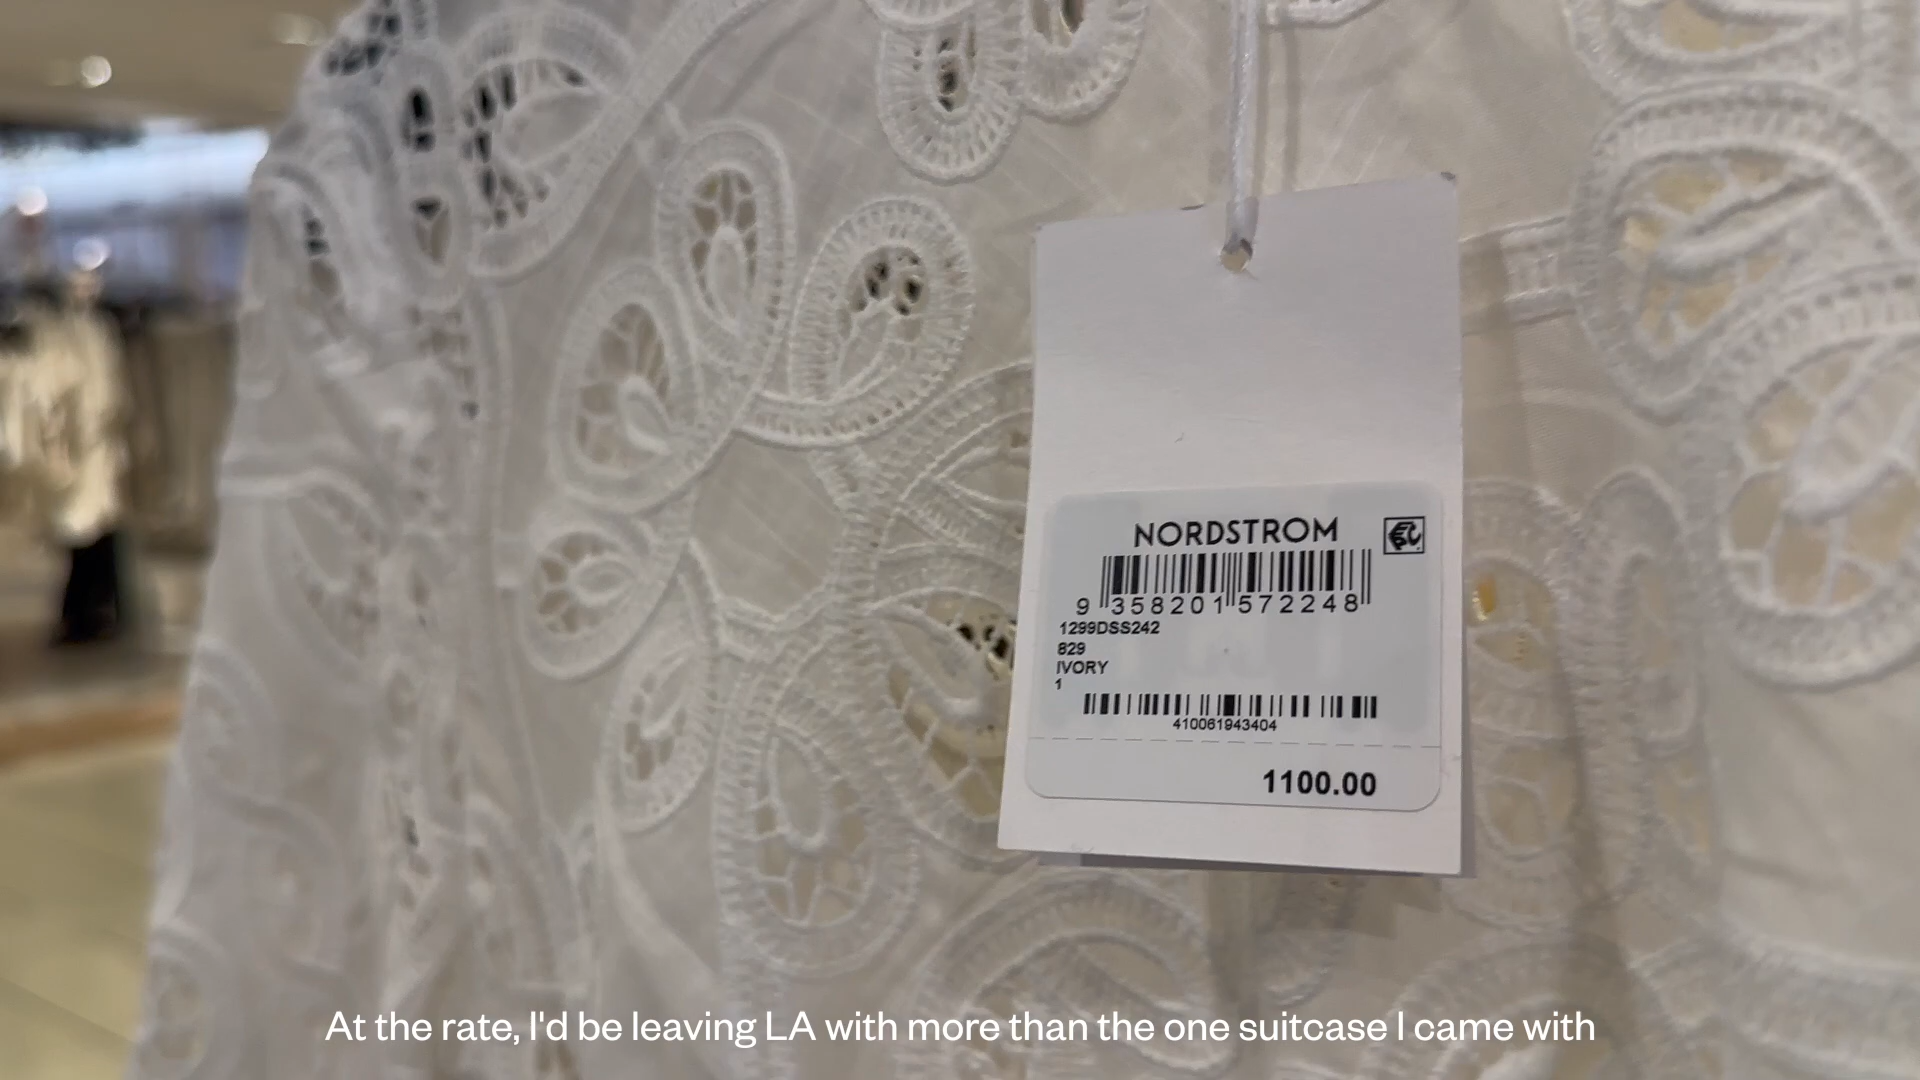 NORDSTROM
9 358201 572248
1299DSS242
829
IVORY
1
410061943404
1100.00
At the rate, I'd be leaving LA with more than the one suitcase I came with